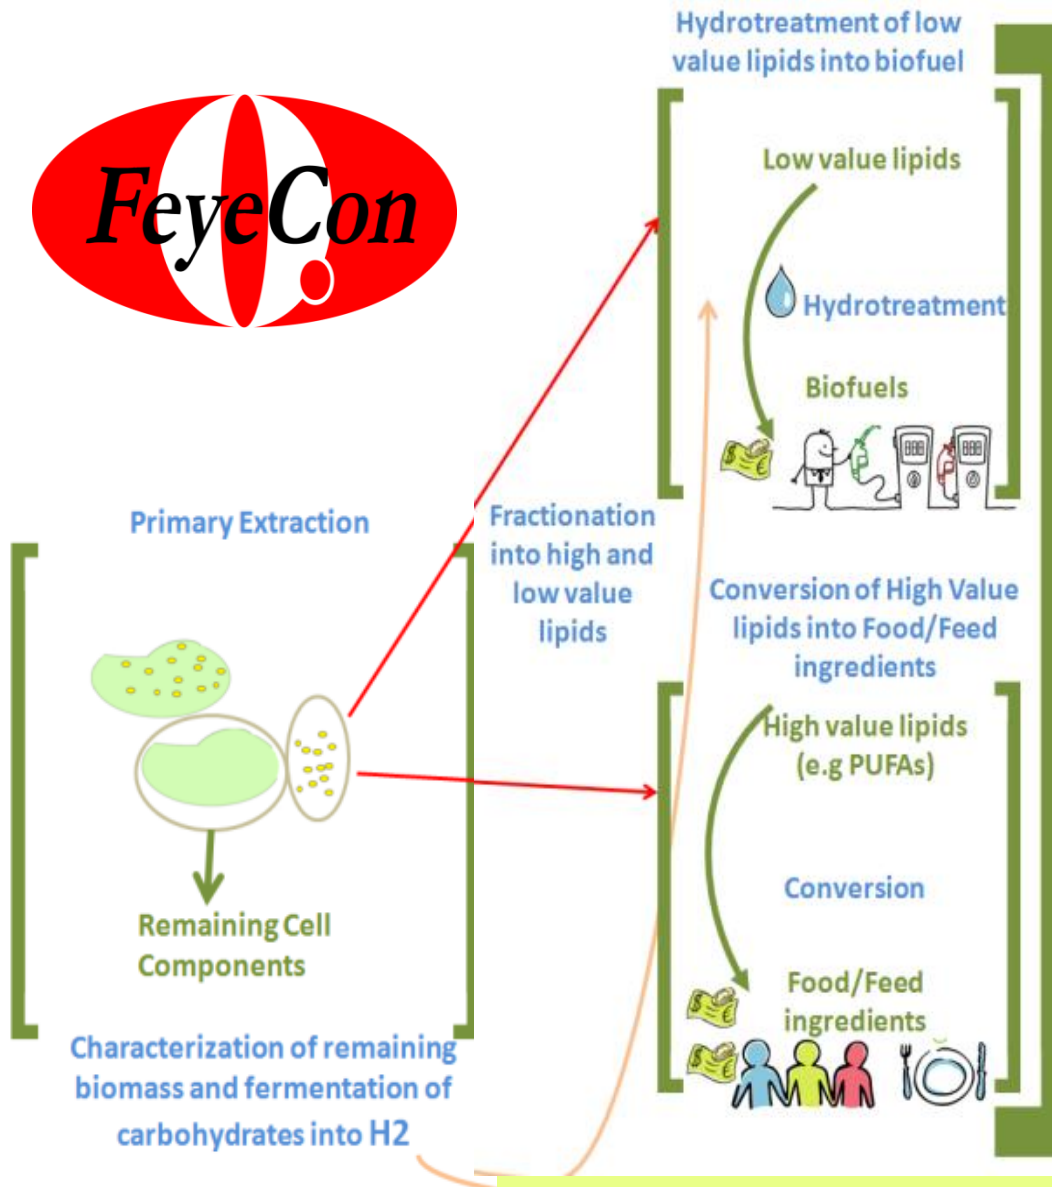 FeyeCon
Primary Extraction
Remaining Cell
Components
Characterization of remaining
biomass and fermentation of
carbohydrates into H2
Fractionation
into high and
low value
lipids
Hydrotreatment of low
value lipids into biofuel
Low value lipids
Hydrotreatment
Biofuels
$ €
888 888
Conversion of High Value
lipids into Food/Feed
ingredients
High value lipids
(e.g PUFAs)
Conversion
Food/Feed
ingredients
$ €
$ €